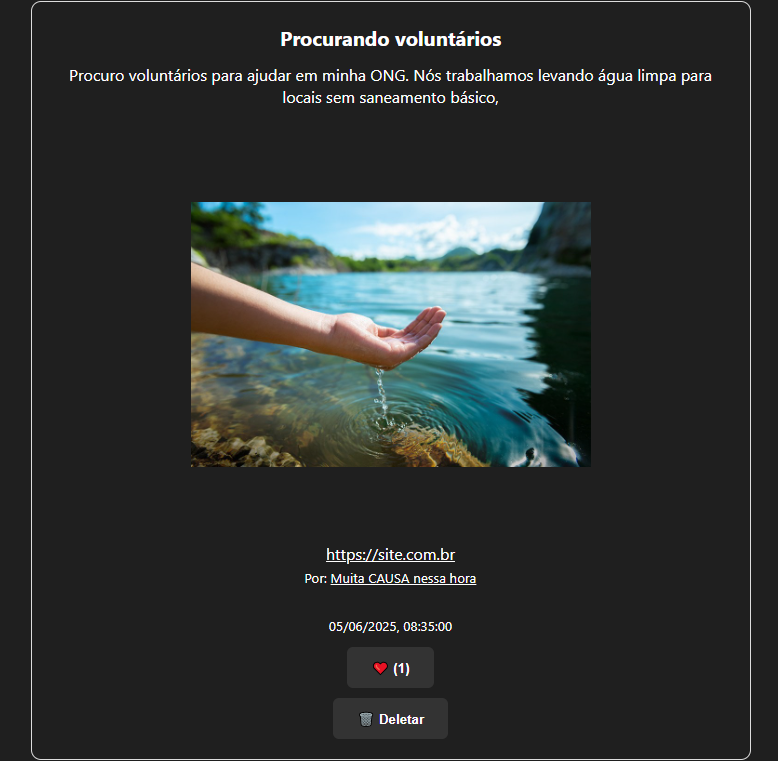 Procurando voluntários
Procuro voluntários para ajudar em minha ONG. Nós trabalhamos levando água limpa para
locais sem saneamento básico,
https://site.com.br
Por: Muita CAUSA nessa hora
05/06/2025, 08:35:00
❤️ (1)
🗑️ Deletar